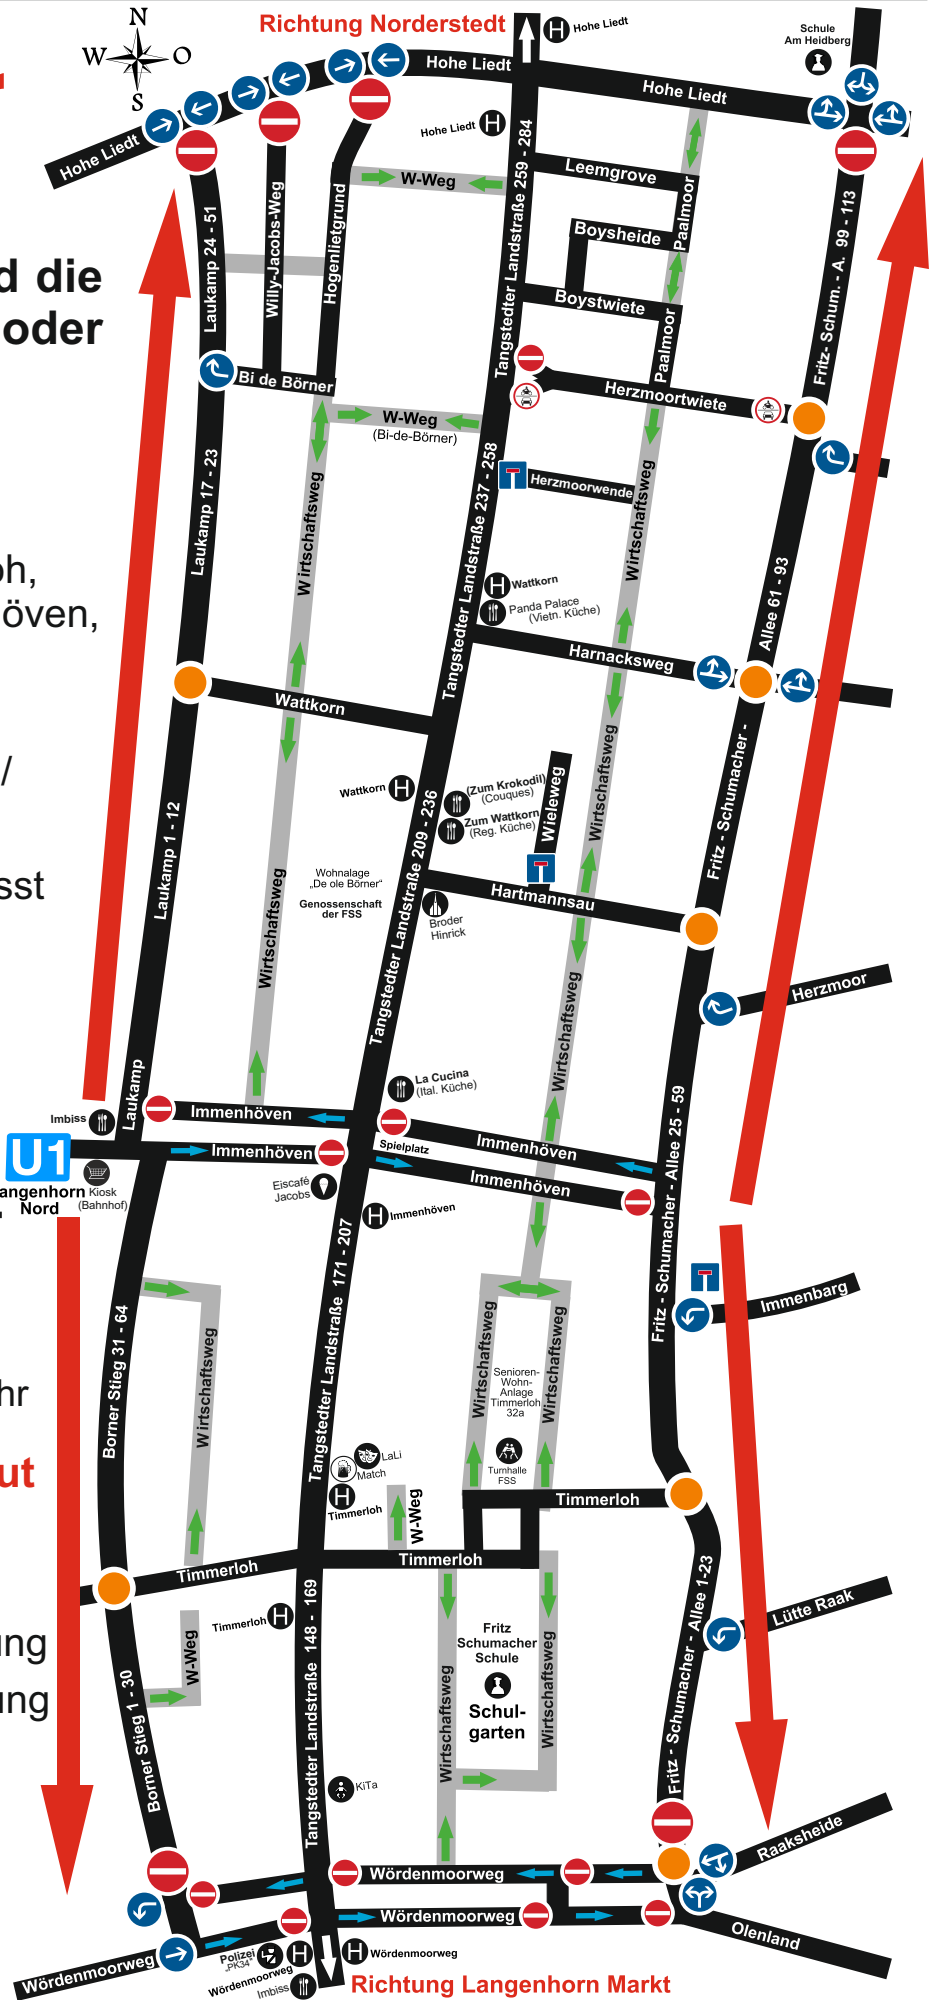 Richtung Norderstedt
H Hohe Liedt
N
W O
S
Schule
Am Heidberg
Hohe Liedt
Hohe Liedt
Hohe Liedt
Hohe Liedt H
W-Weg
Leemgrove
Paalmoor
Boysheide
Boystwiete
Paalmoor
Laukamp 24 - 51
Willy-Jacobs-Weg
Hogenlietgrund
Tangstedter Landstraße 259 - 284
Fritz- Schum. - A. 99 - 113
d die
oder
Bi de Börner
Herzmoortwiete
W-Weg
(Bi-de-Börner)
Herzmoorwende
Laukamp 17 - 23
Wirtschaftsweg
Tangstedter Landstraße 237 - 258
Wirtschaftsweg
Allee 61 - 93
oh,
öven,
H Wattkorn
Panda Palace
(Vietn. Küche)
Harnacksweg
Wattkorn
/
Wattkorn H
(Zum Krokodil)
(Couques)
Zum Wattkorn
(Reg. Küche)
Wieleweg
Wirtschaftsweg
Fritz - Schumacher -
Laukamp 1 - 12
sst
Wohnalage
„De ole Börner“
Genossenschaft
der FSS
Hartmannsau
Broder
Hinrick
Wirtschaftsweg
Tangstedter Landstraße 209 - 236
Wirtschaftsweg
Herzmoor
La Cucina
(Ital. Küche)
Laukamp
Imbiss
Immenhöven
Immenhöven
Spielplatz
Immenhöven
Immenhöven
U1
angenhorn
Nord
Kiosk
(Bahnhof)
Eiscafé
Jacobs
H Immenhöven
Fritz - Schumacher - Allee 25 - 59
Immenbarg
Borner Stieg 31 - 64
Wirtschaftsweg
Tangstedter Landstraße 171 - 207
Wirtschaftsweg
Wirtschaftsweg
Senioren-
Wohn-
Anlage
Timmerloh
32a
hr
ut
LaLi
Match
H
Timmerloh
W-Weg
Turnhalle
FSS
Timmerloh
Timmerloh
Timmerloh
Timmerloh H
W-Weg
Fritz
Schumacher
Schule
Schul-
garten
Wirtschaftsweg
Wirtschaftsweg
Fritz - Schumacher - Allee 1-23
Lütte Raak
ung
ung
Borner Stieg 1 - 30
Tangstedter Landstraße 148 - 169
KiTa
Raaksheide
Wördenmoorweg
Wördenmoorweg
Olenland
Wördenmoorweg
Polizei
„PK34“
H
Wördenmoorweg
H Wördenmoorweg
Imbiss
Richtung Langenhorn Markt